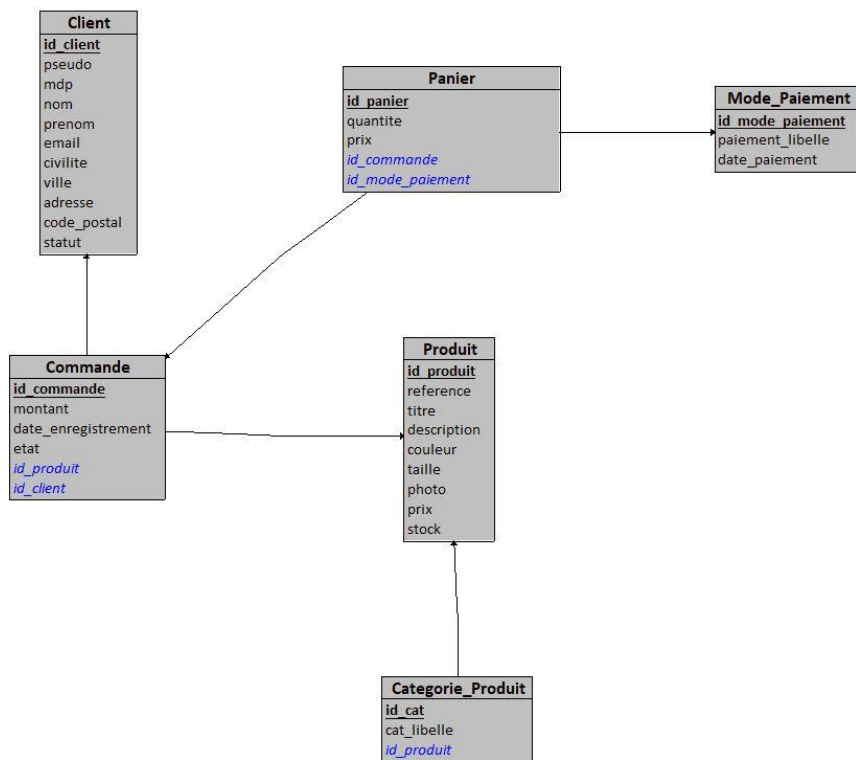 Client
id_client
pseudo
mdp
nom
prenom
email
civilite
ville
adresse
code_postal
statut
Panier
id_panier
quantite
prix
id_commande
id_mode_paiement
Mode_Paiement
id_mode_paiement
paiement_libelle
date_paiement
Commande
id_commande
montant
date_enregistrement
etat
id_produit
id_client
Produit
id_produit
reference
titre
description
couleur
taille
photo
prix
stock
Categorie_Produit
id_cat
cat_libelle
id_produit